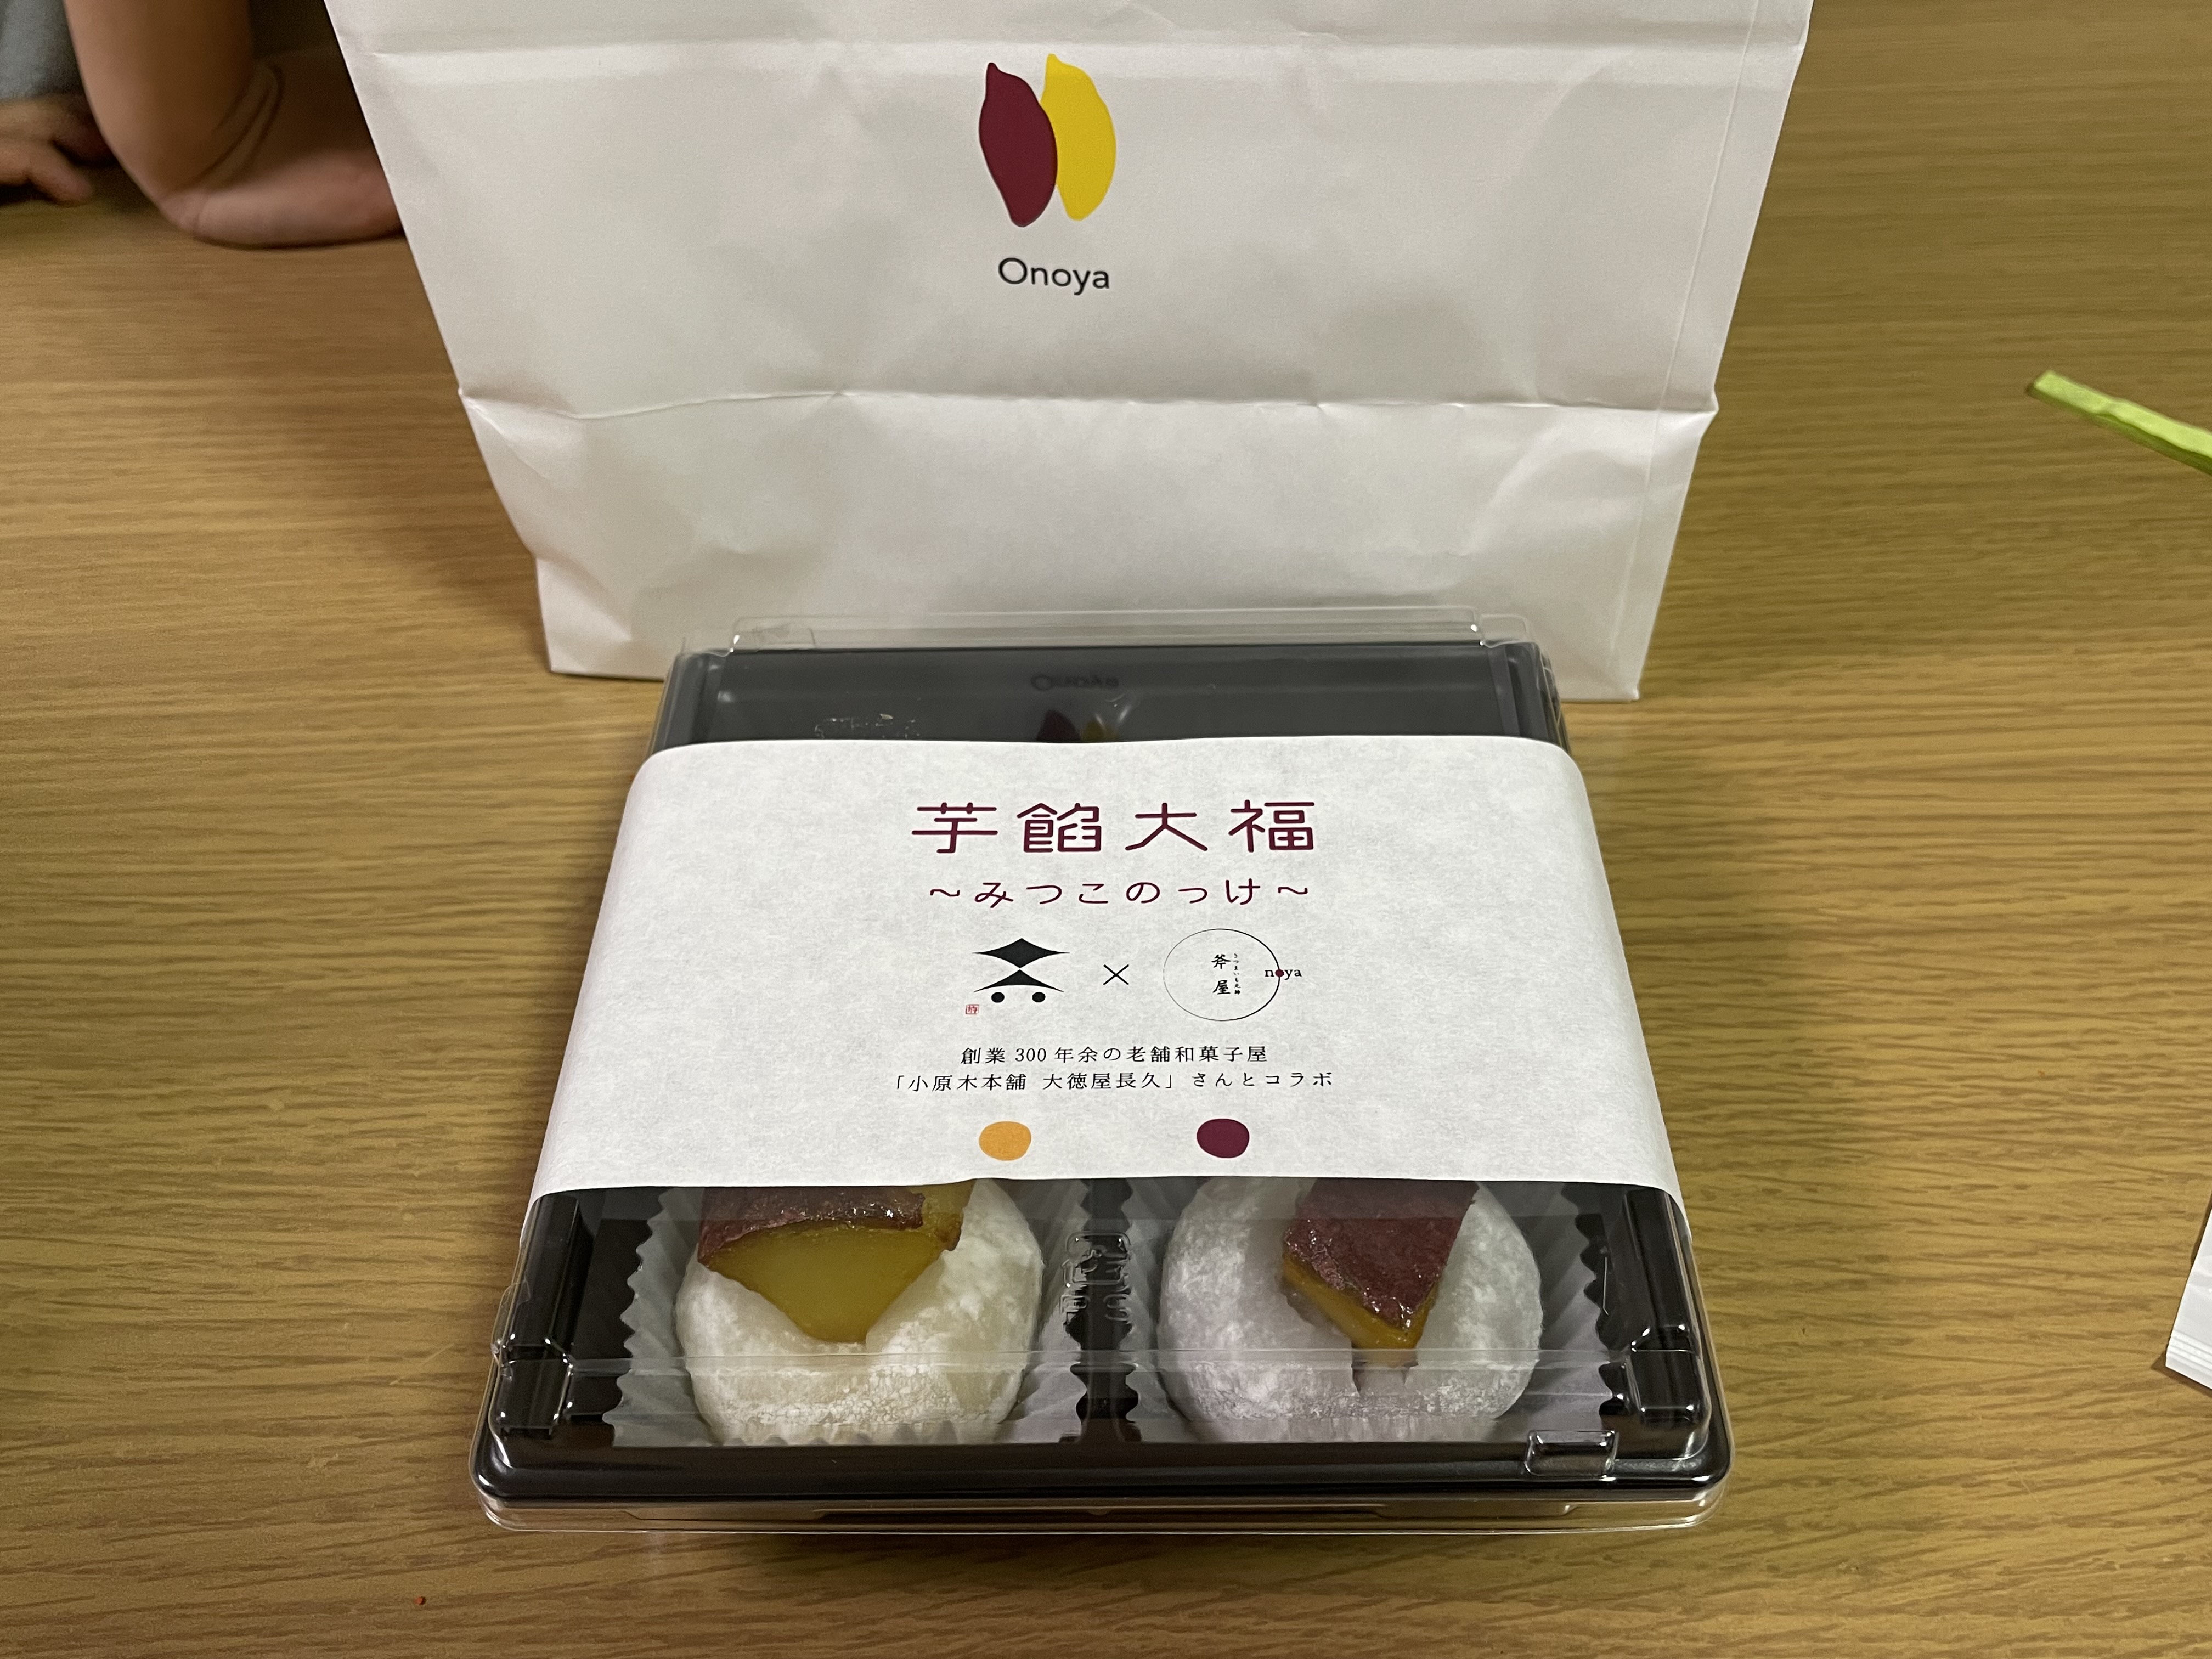 Onoya
芋餡大福
～みつこのっけ～
×
斧屋
noya
創業300年余の老舗和菓子屋
「小原木本舗 大徳屋長久」さんとコラボ